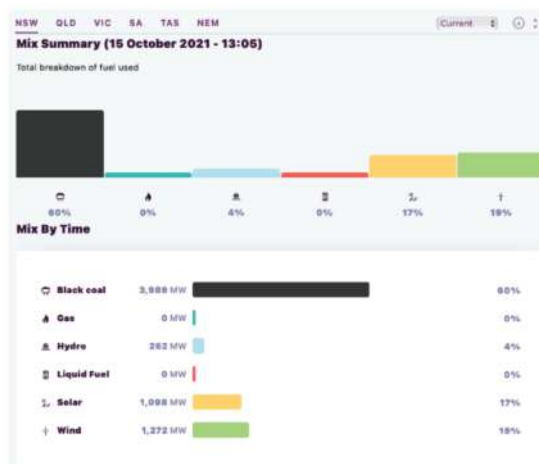 NSW QLD VIC SA TAS NEM Current
Mix Summary (15 October 2021 - 13:05)
Total breakdown of fuel used
60% 0% 4% 0% 17% 19%
Mix By Time
Black coal 3,988 MW 60%
Gas 0 MW 0%
Hydro 262 MW 4%
Liquid Fuel 0 MW 0%
Solar 1,098 MW 17%
Wind 1,272 MW 19%